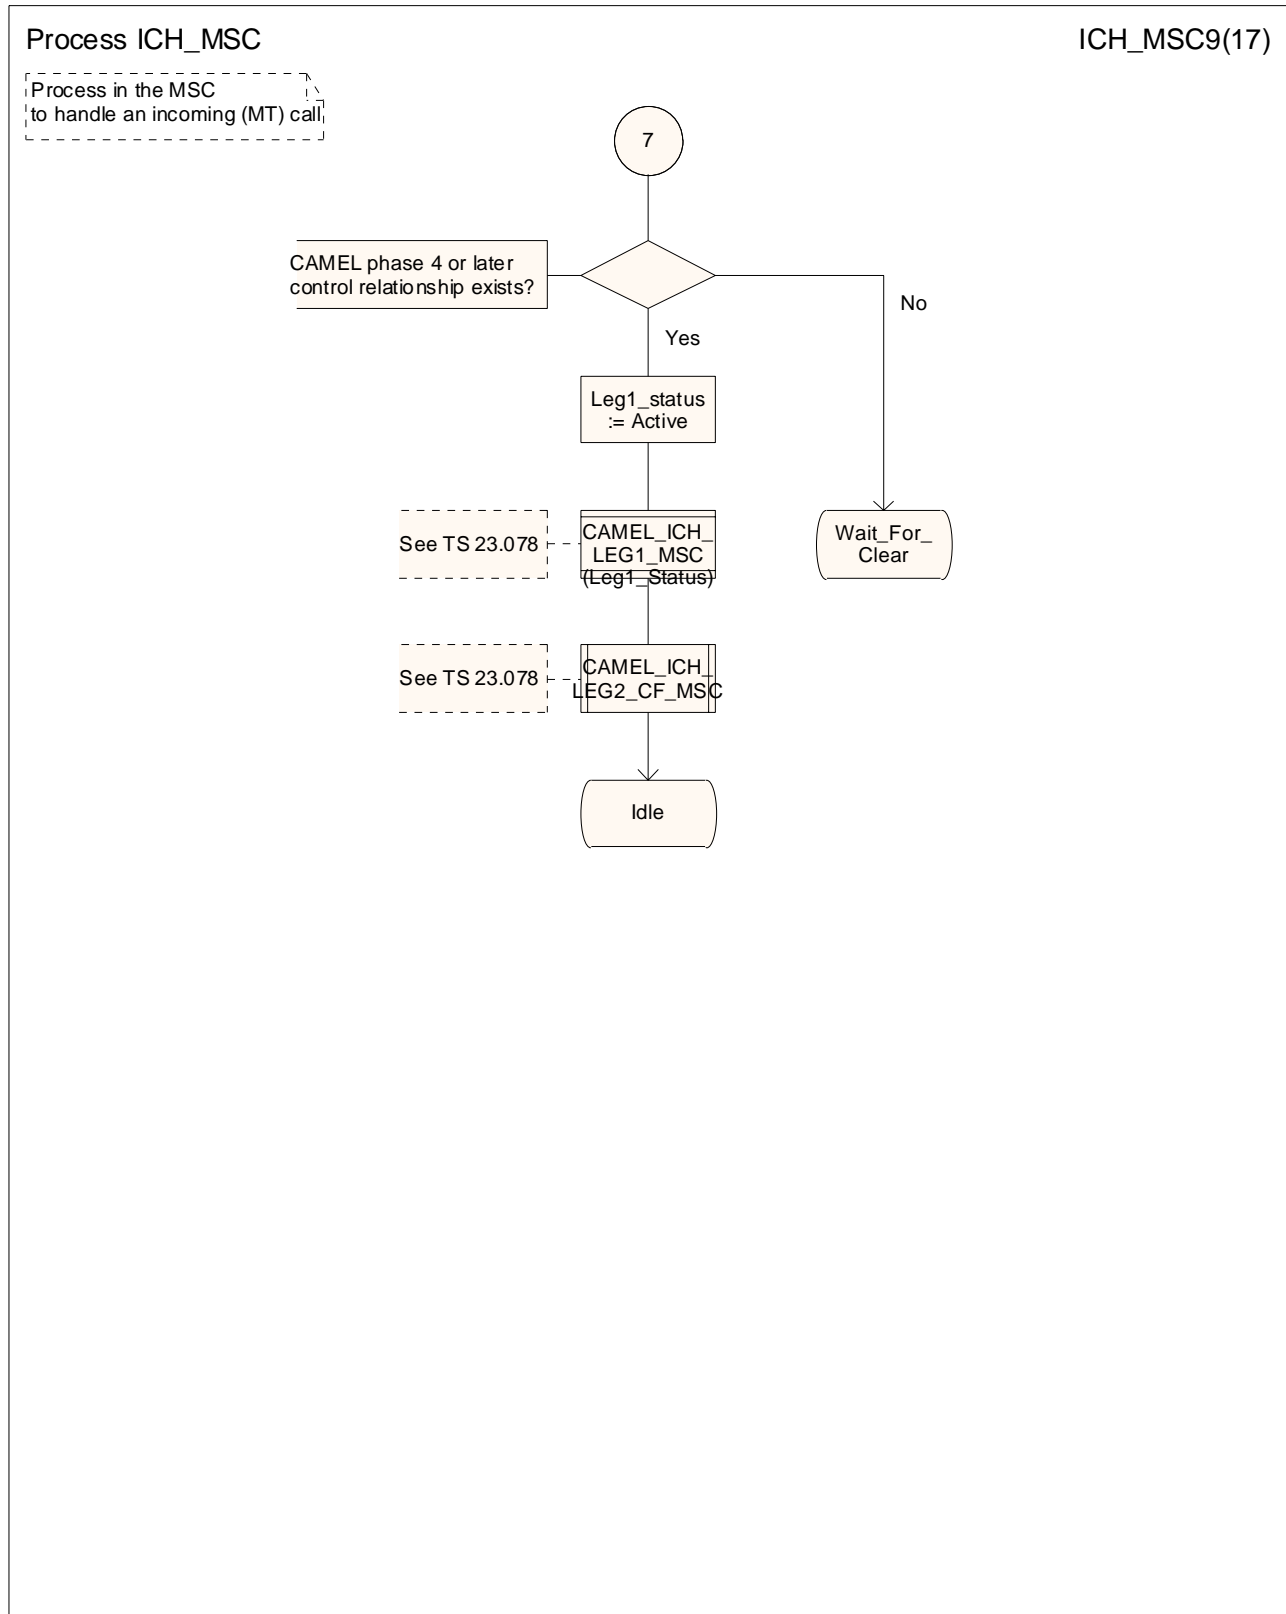 Process ICH_MSC
ICH_MSC9(17)
Process in the MSC
to handle an incoming (MT) call
7
CAMEL phase 4 or later
control relationship exists?
No
Yes
Leg1_status
:= Active
See TS 23.078
CAMEL_ICH_
LEG1_MSC
(Leg1_Status)
Wait_For_
Clear
See TS 23.078
CAMEL_ICH_
LEG2_CF_MSC
Idle